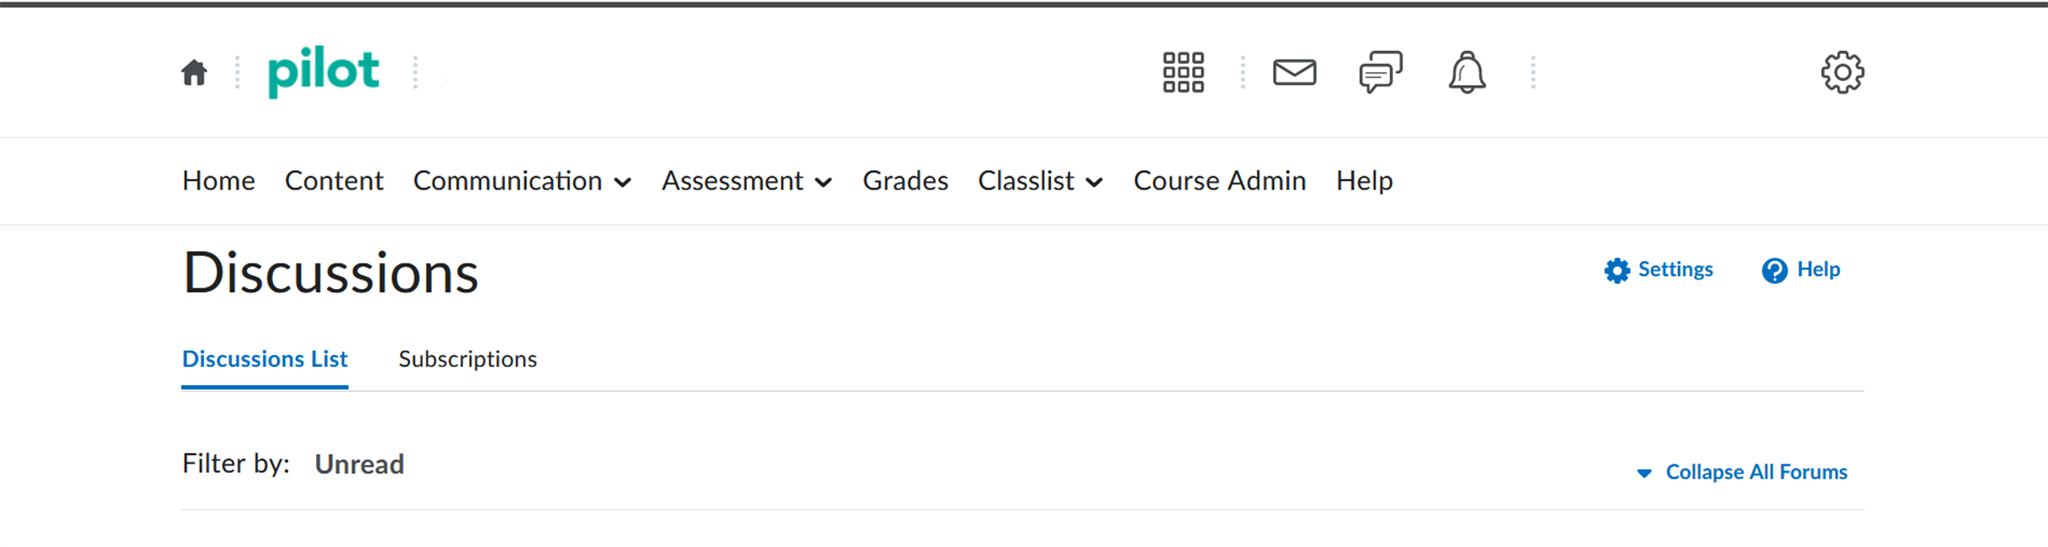 pilot
Home Content Communication Assessment Grades Classlist Course Admin Help
Discussions
Settings Help
Discussions List Subscriptions
Filter by: Unread
Collapse All Forums